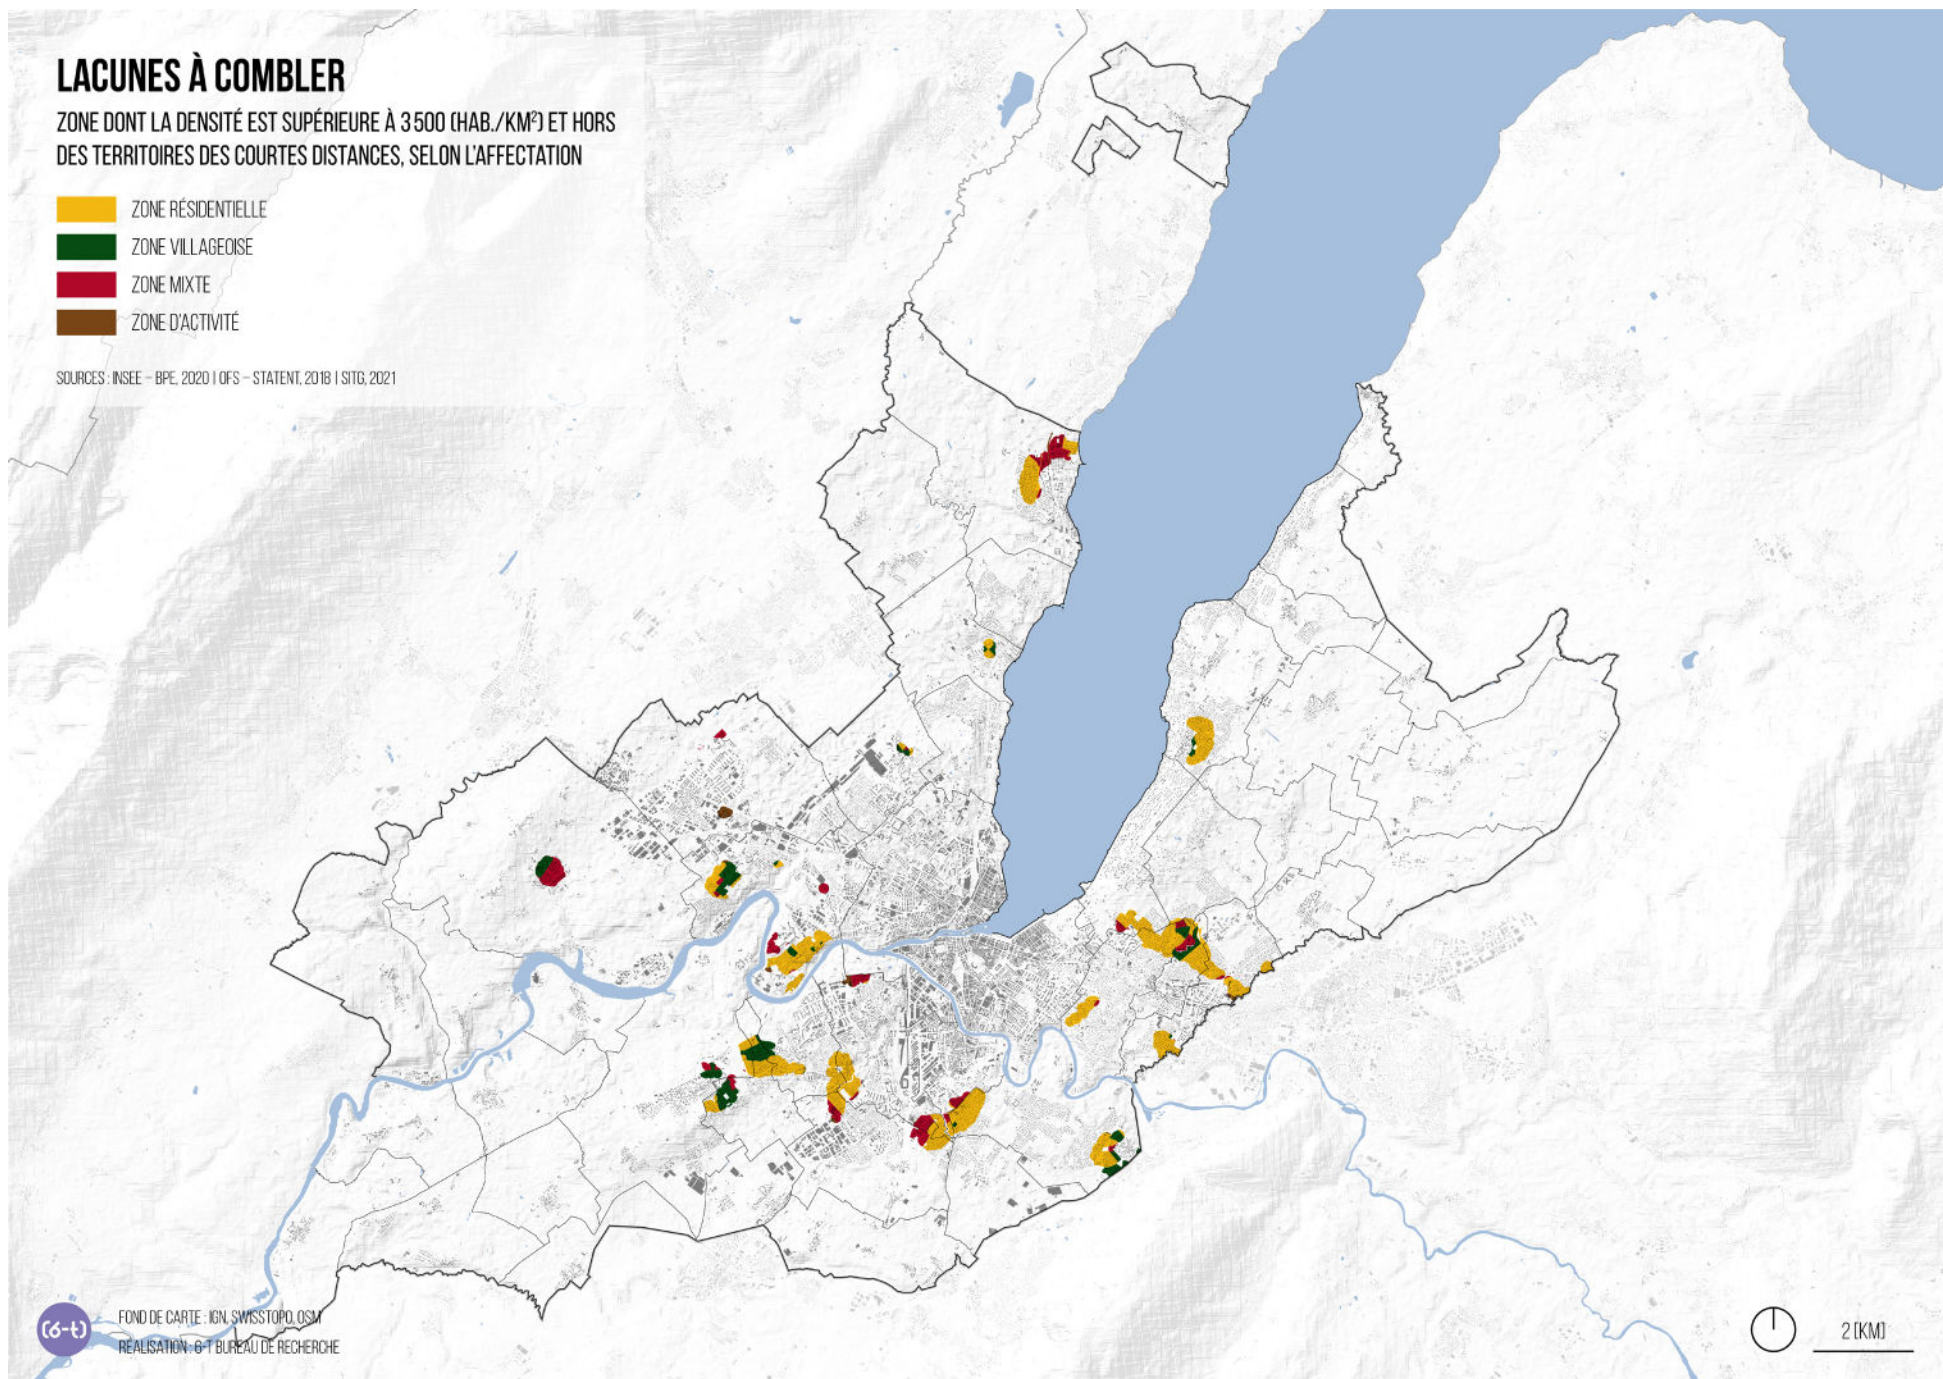 LACUNES À COMBLER
ZONE DONT LA DENSITÉ EST SUPÉRIEURE À 3 500 (HAB./KM²) ET HORS
DES TERRITOIRES DES COURTES DISTANCES, SELON L'AFFECTATION
ZONE RÉSIDENTIELLE
ZONE VILLAGEOISE
ZONE MIXTE
ZONE D'ACTIVITÉ
SOURCES : INSEE – BPE, 2020 | OFS – STATENT, 2018 | SITG, 2021
(6-t)
FOND DE CARTE : IGN, SWISSTOPO, OSM
RÉALISATION : 6-T BUREAU DE RECHERCHE
2 [KM]